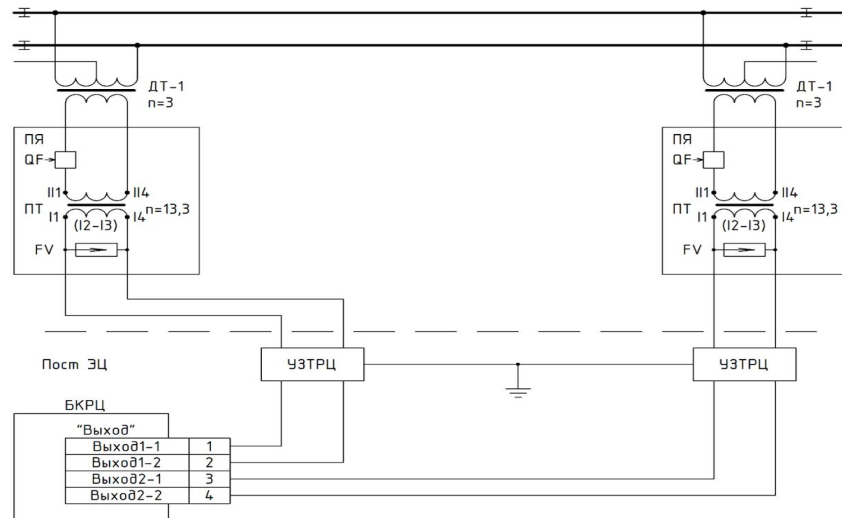 ДТ-1
n=3
ДТ-1
n=3
ПЯ
QF
II1
II4
ПТ
I1
I4
n=13,3
(I2-I3)
FV
ПЯ
QF
II1
II4
ПТ
I1
I4
n=13,3
(I2-I3)
FV
Пост ЭЦ
УЗТРЦ
УЗТРЦ
БКРЦ
"Выход"
Выход1-1 1
Выход1-2 2
Выход2-1 3
Выход2-2 4